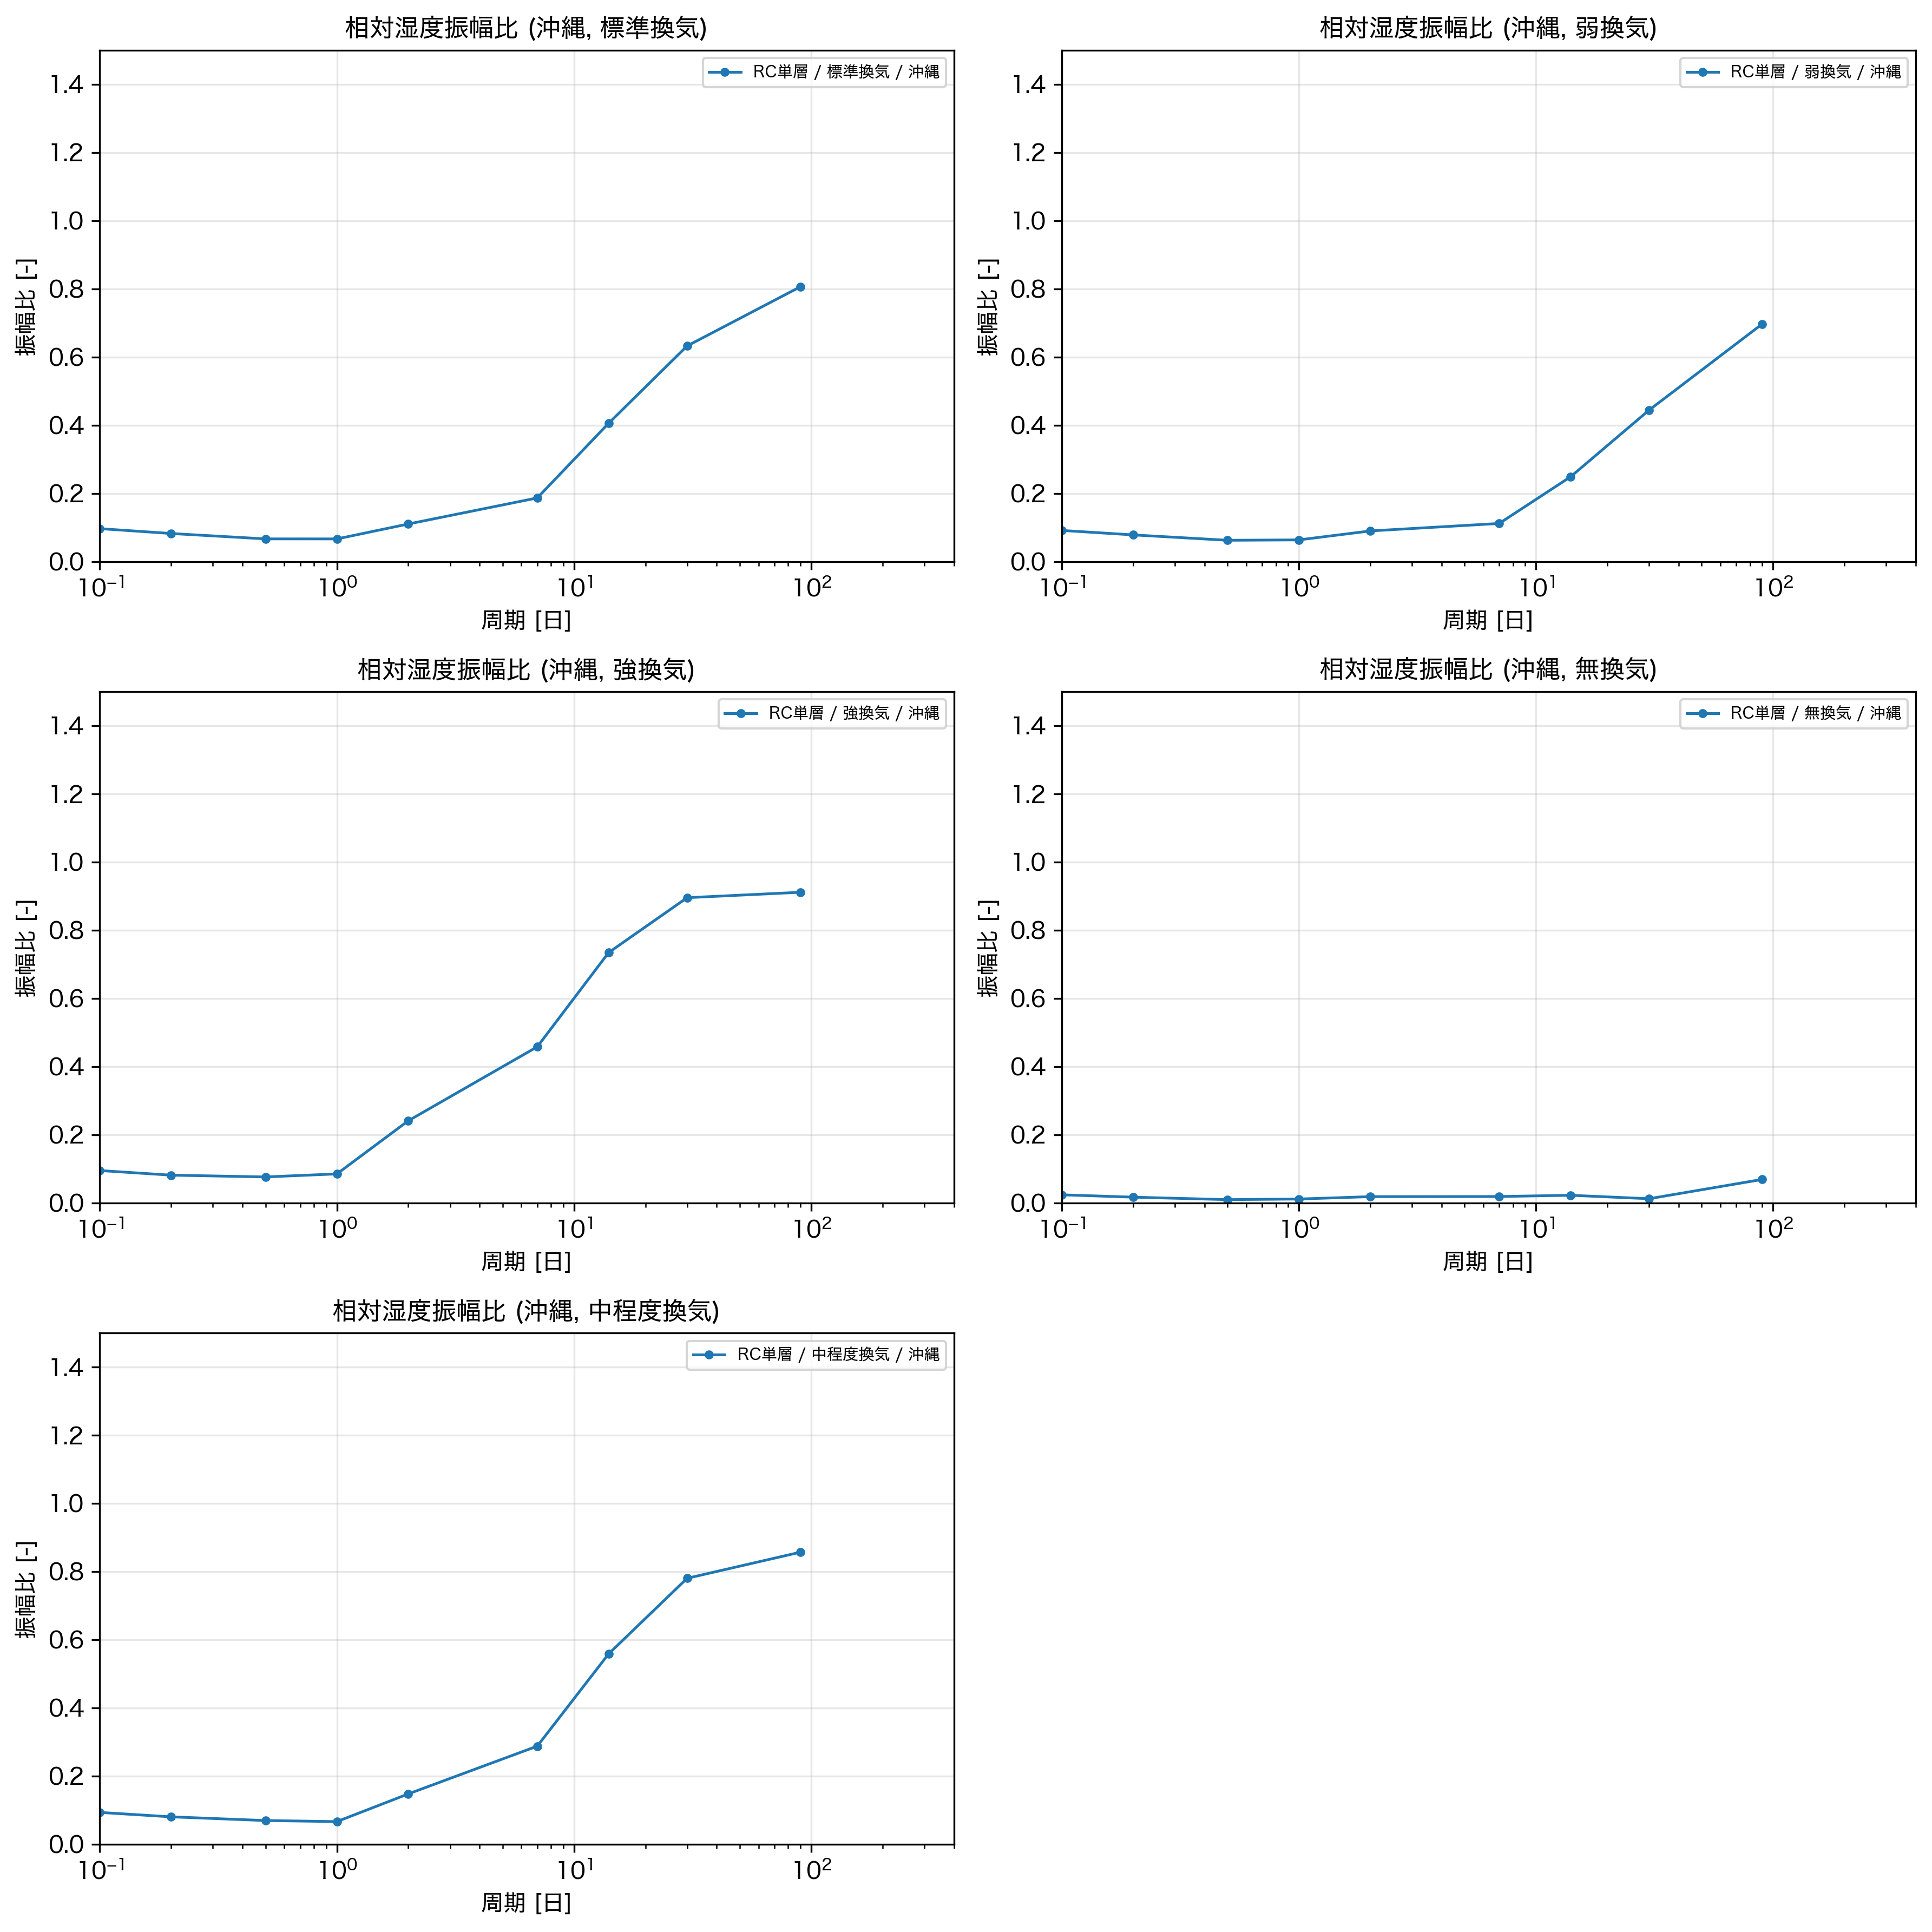 相対湿度振幅比 (沖縄, 標準換気)
RC単層 / 標準換気 / 沖縄
振幅比 [-]
1.4
1.2
1.0
0.8
0.6
0.4
0.2
0.0
10⁻¹ 10⁰ 10¹ 10²
周期 [日]
相対湿度振幅比 (沖縄, 弱換気)
RC単層 / 弱換気 / 沖縄
振幅比 [-]
1.4
1.2
1.0
0.8
0.6
0.4
0.2
0.0
10⁻¹ 10⁰ 10¹ 10²
周期 [日]
相対湿度振幅比 (沖縄, 強換気)
RC単層 / 強換気 / 沖縄
振幅比 [-]
1.4
1.2
1.0
0.8
0.6
0.4
0.2
0.0
10⁻¹ 10⁰ 10¹ 10²
周期 [日]
相対湿度振幅比 (沖縄, 無換気)
RC単層 / 無換気 / 沖縄
振幅比 [-]
1.4
1.2
1.0
0.8
0.6
0.4
0.2
0.0
10⁻¹ 10⁰ 10¹ 10²
周期 [日]
相対湿度振幅比 (沖縄, 中程度換気)
RC単層 / 中程度換気 / 沖縄
振幅比 [-]
1.4
1.2
1.0
0.8
0.6
0.4
0.2
0.0
10⁻¹ 10⁰ 10¹ 10²
周期 [日]